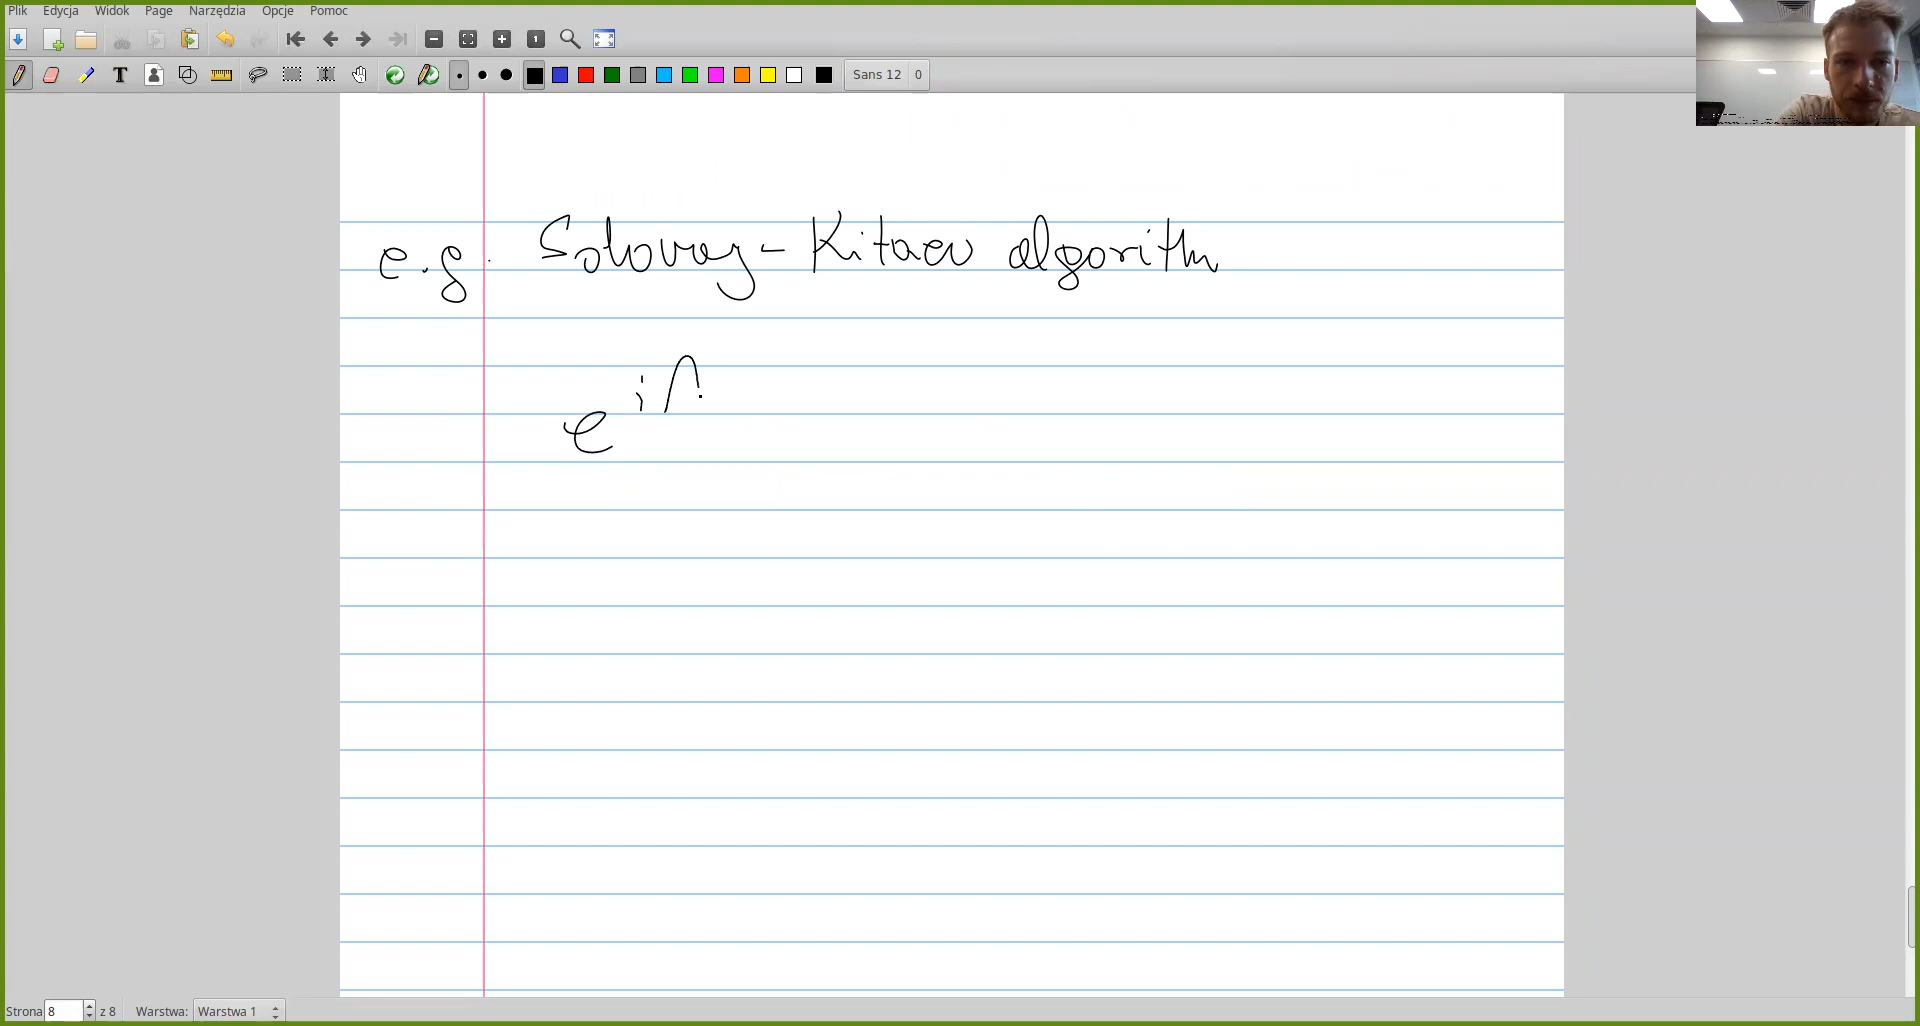 Plik Edycja Widok Page Narzędzia Opcje Pomoc
T Sans 12 0
e.g. Solovay-Kitaev algorithm
e i
Strona 8 z 8 Warstwa: Warstwa 1